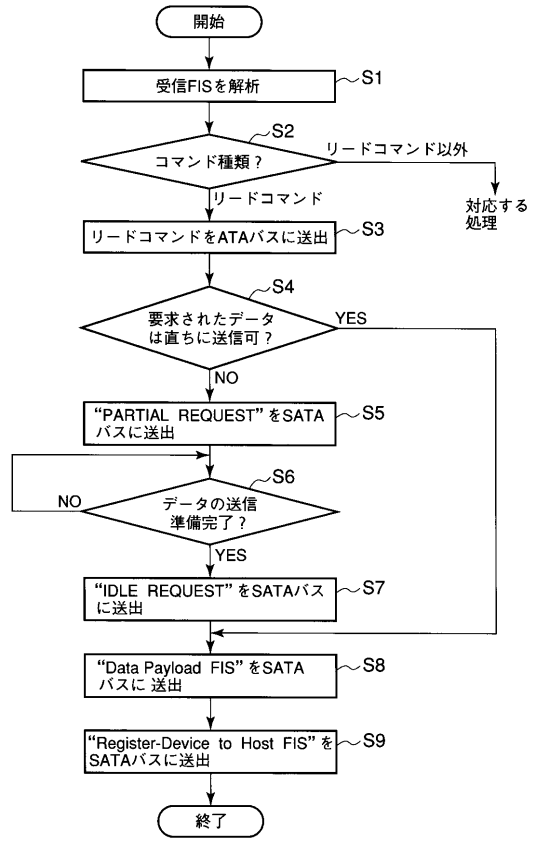 開始
受信FISを解析
S1
S2
コマンド種類？
リードコマンド以外
リードコマンド
対応する
処理
リードコマンドをATAバスに送出
S3
S4
要求されたデータ
は直ちに送信可？
YES
NO
“PARTIAL REQUEST”をSATA
バスに送出
S5
S6
データの送信
準備完了？
NO
YES
“IDLE REQUEST”をSATAバス
に送出
S7
“Data Payload FIS”をSATA
バスに 送出
S8
“Register-Device to Host FIS”を
SATAバスに送出
S9
終了